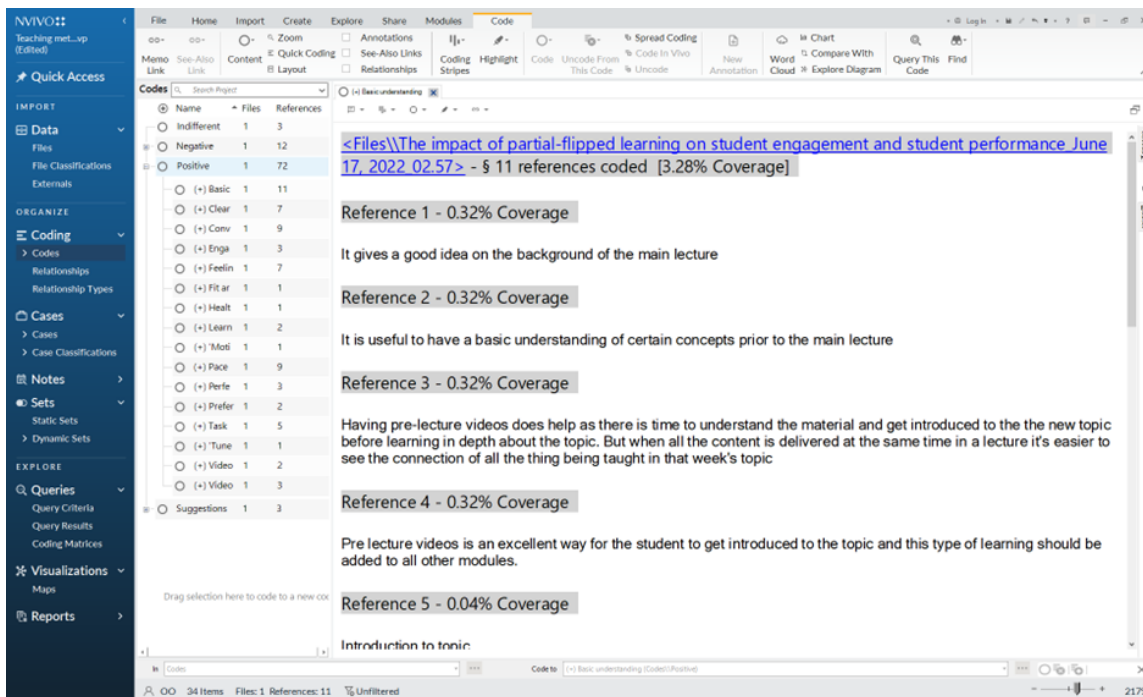 NVIVO
Teaching met...vp
(Edited)
Quick Access
IMPORT
Data
Files
File Classifications
Externals
ORGANIZE
Coding
Codes
Relationships
Relationship Types
Cases
Cases
Case Classifications
Notes
Sets
Static Sets
Dynamic Sets
EXPLORE
Queries
Query Criteria
Query Results
Coding Matrices
Visualizations
Maps
Reports
File Home Import Create Explore Share Modules Code
Log In
Memo Link
See-Also Link
Content
Zoom
Quick Coding
Layout
Annotations
See-Also Links
Relationships
Coding Stripes
Highlight
Code
Uncode From This Code
Spread Coding
Code In Vivo
Uncode
New Annotation
Word Cloud
Chart
Compare With
Explore Diagram
Query This Code
Find
Codes Search Project
Name Files References
Indifferent 1 3
Negative 1 12
Positive 1 72
(+) Basic 1 11
(+) Clear 1 7
(+) Conv 1 9
(+) Enga 1 3
(+) Feelin 1 7
(+) Fit ar 1 1
(+) Healt 1 1
(+) Learn 1 2
(+) 'Moti 1 1
(+) Pace 1 9
(+) Perfe 1 3
(+) Prefer 1 2
(+) Task 1 5
(+) 'Tune 1 1
(+) Video 1 2
(+) Video 1 3
Suggestions 1 3
Drag selection here to code to a new coc
(+) Basic understanding
<Files\\The impact of partial-flipped learning on student engagement and student performance_June
17, 2022_02.57> - § 11 references coded [3.28% Coverage]
Reference 1 - 0.32% Coverage
It gives a good idea on the background of the main lecture
Reference 2 - 0.32% Coverage
It is useful to have a basic understanding of certain concepts prior to the main lecture
Reference 3 - 0.32% Coverage
Having pre-lecture videos does help as there is time to understand the material and get introduced to the the new topic
before learning in depth about the topic. But when all the content is delivered at the same time in a lecture it's easier to
see the connection of all the thing being taught in that week's topic
Reference 4 - 0.32% Coverage
Pre lecture videos is an excellent way for the student to get introduced to the topic and this type of learning should be
added to all other modules.
Reference 5 - 0.04% Coverage
Introduction to topic
In Codes
Code to (+) Basic understanding (Codes\\Positive)
34 Items Files: 1 References: 11 Unfiltered